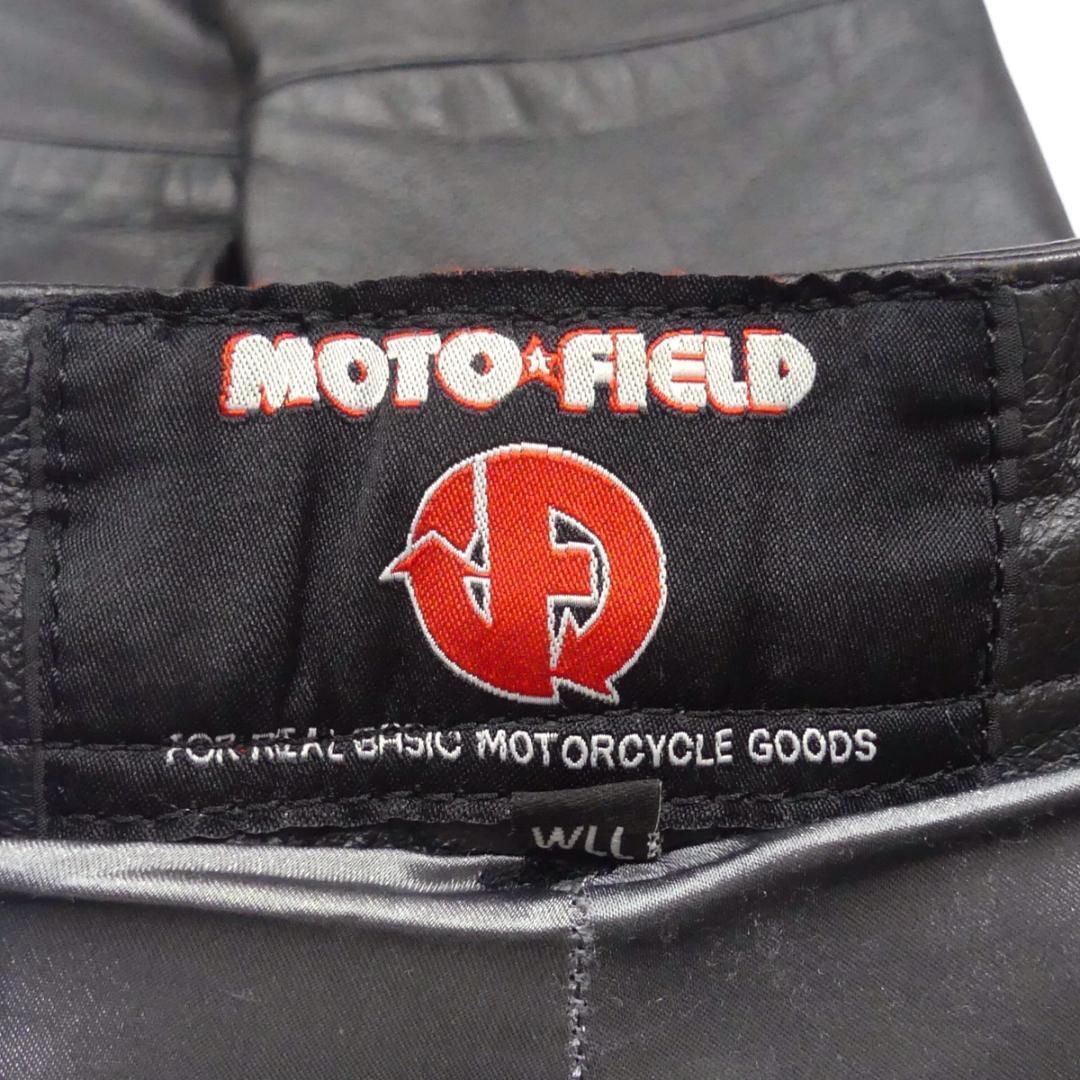 MOTO★FIELD
FOR REAL BASIC MOTORCYCLE GOODS
WLL